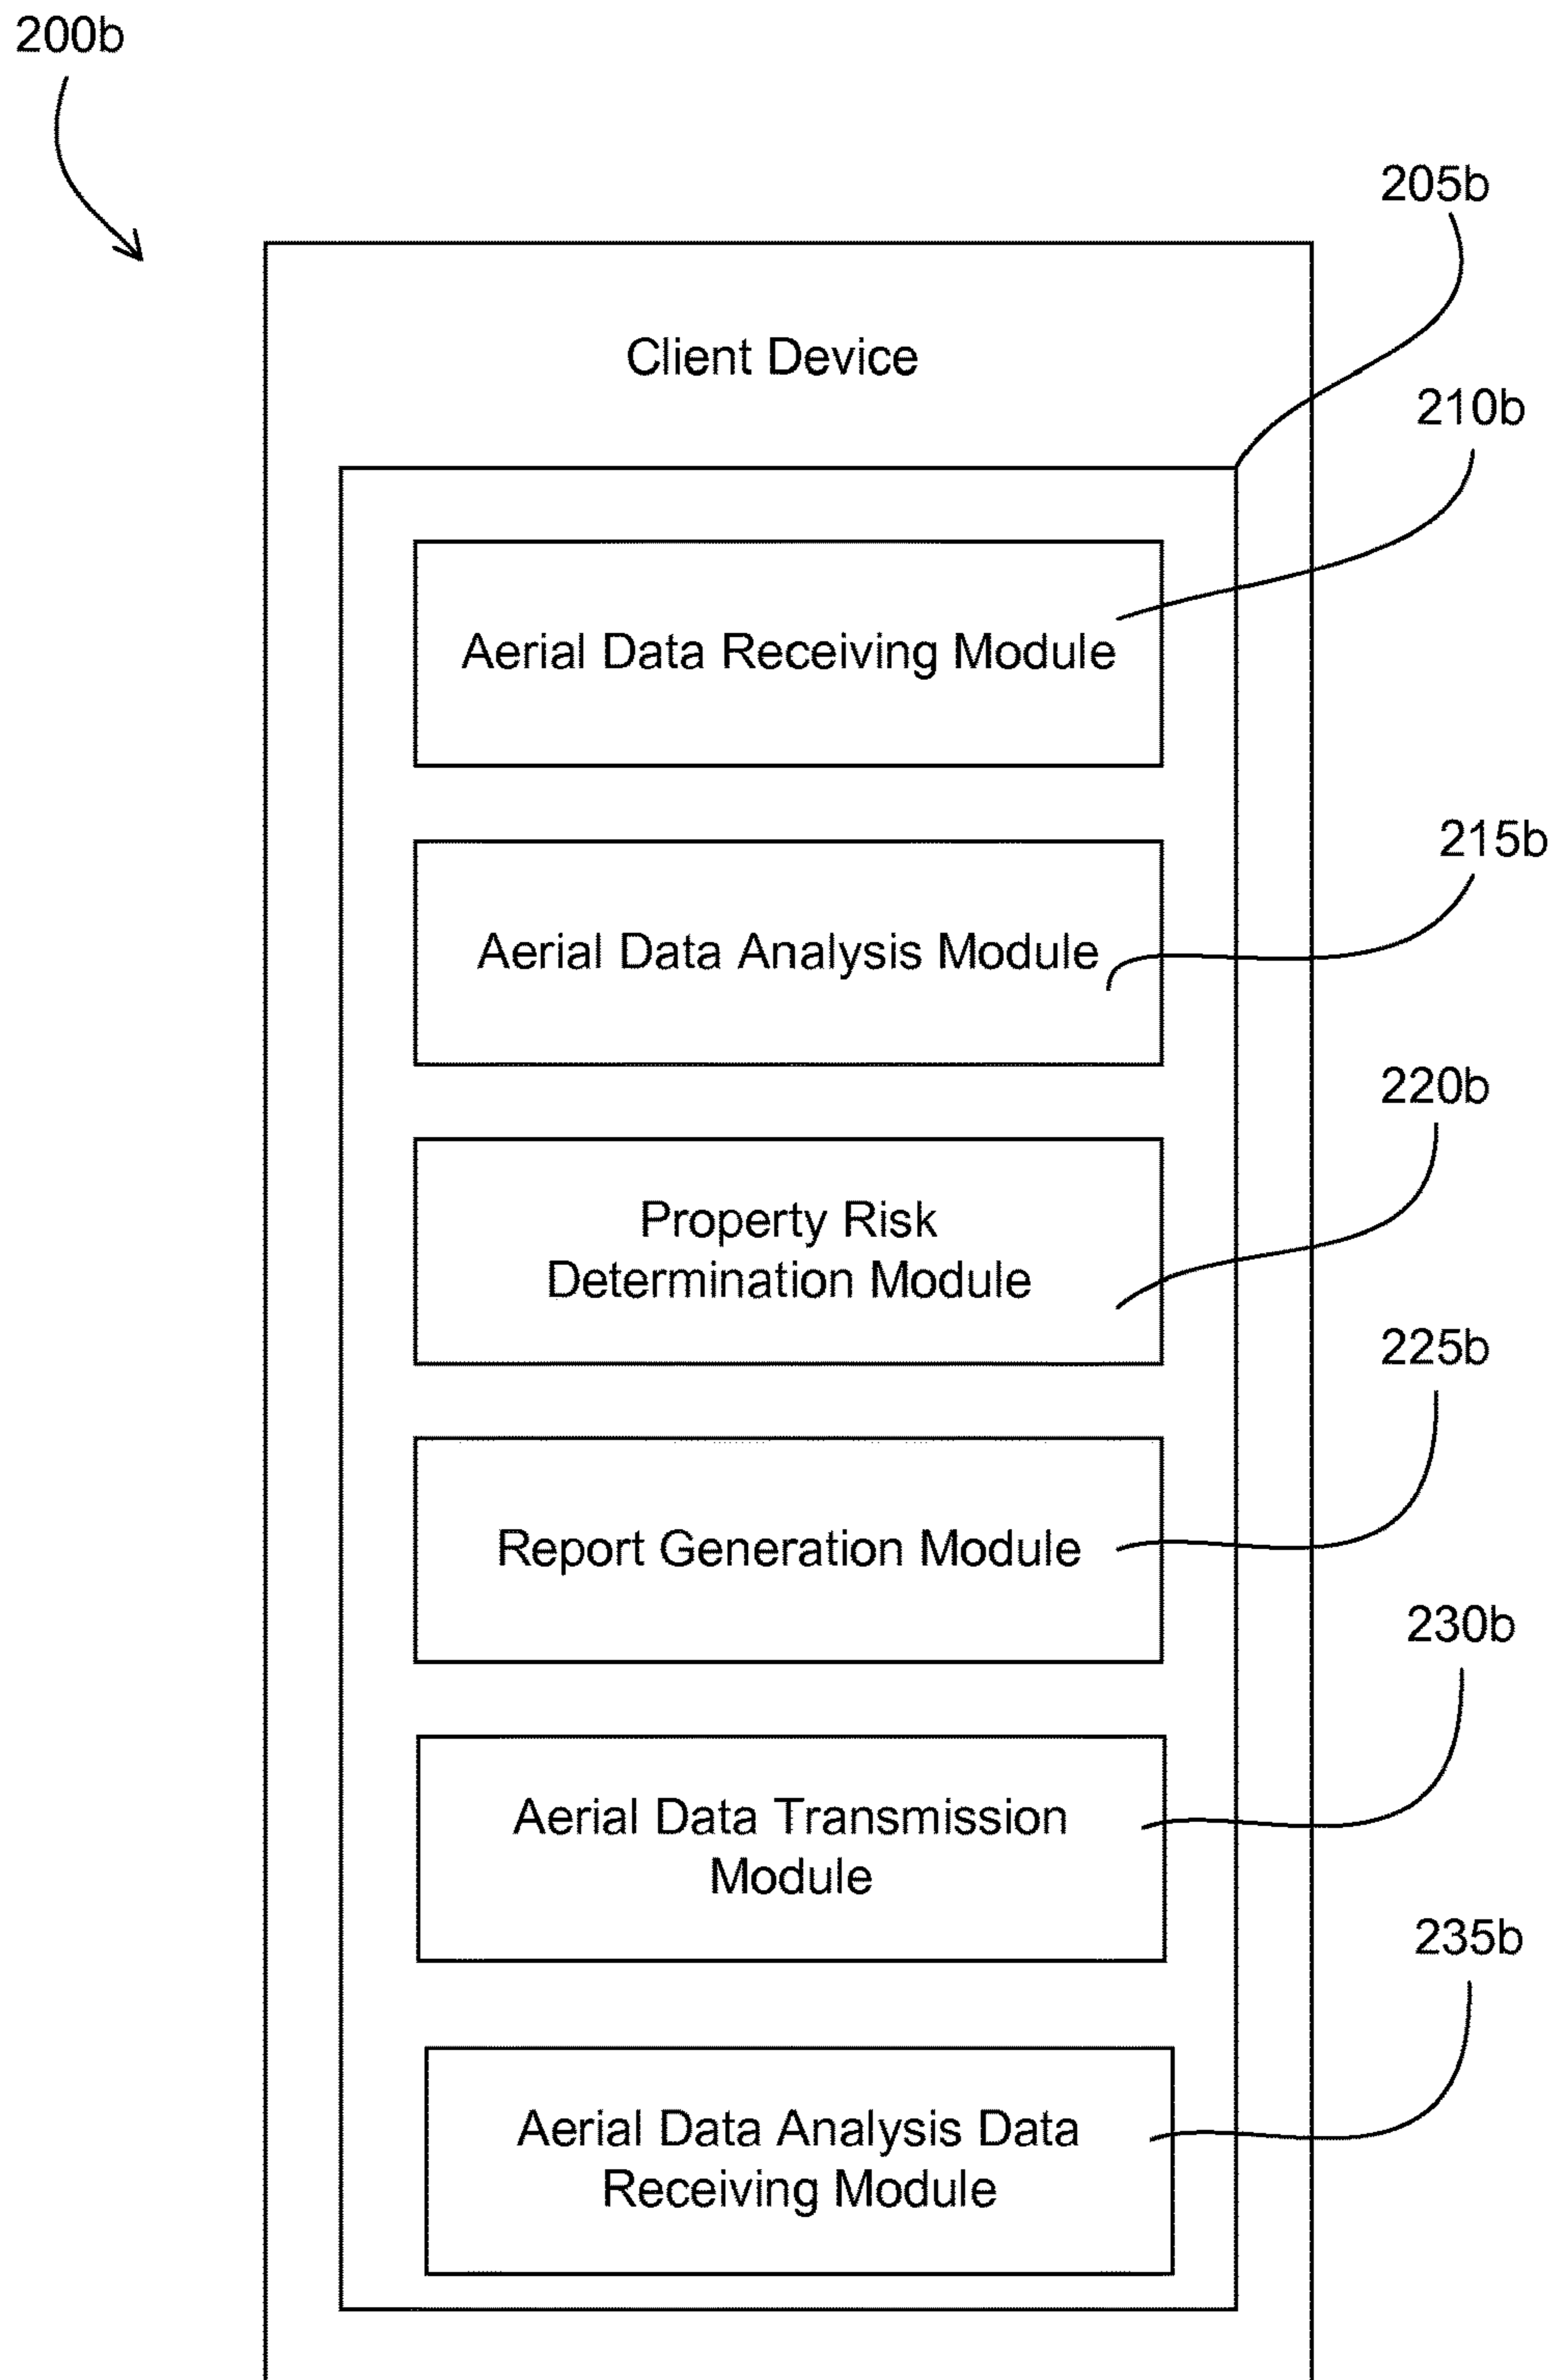 200b
205b
Client Device
210b
Aerial Data Receiving Module
215b
Aerial Data Analysis Module
220b
Property Risk
Determination Module
225b
Report Generation Module
230b
Aerial Data Transmission
Module
235b
Aerial Data Analysis Data
Receiving Module